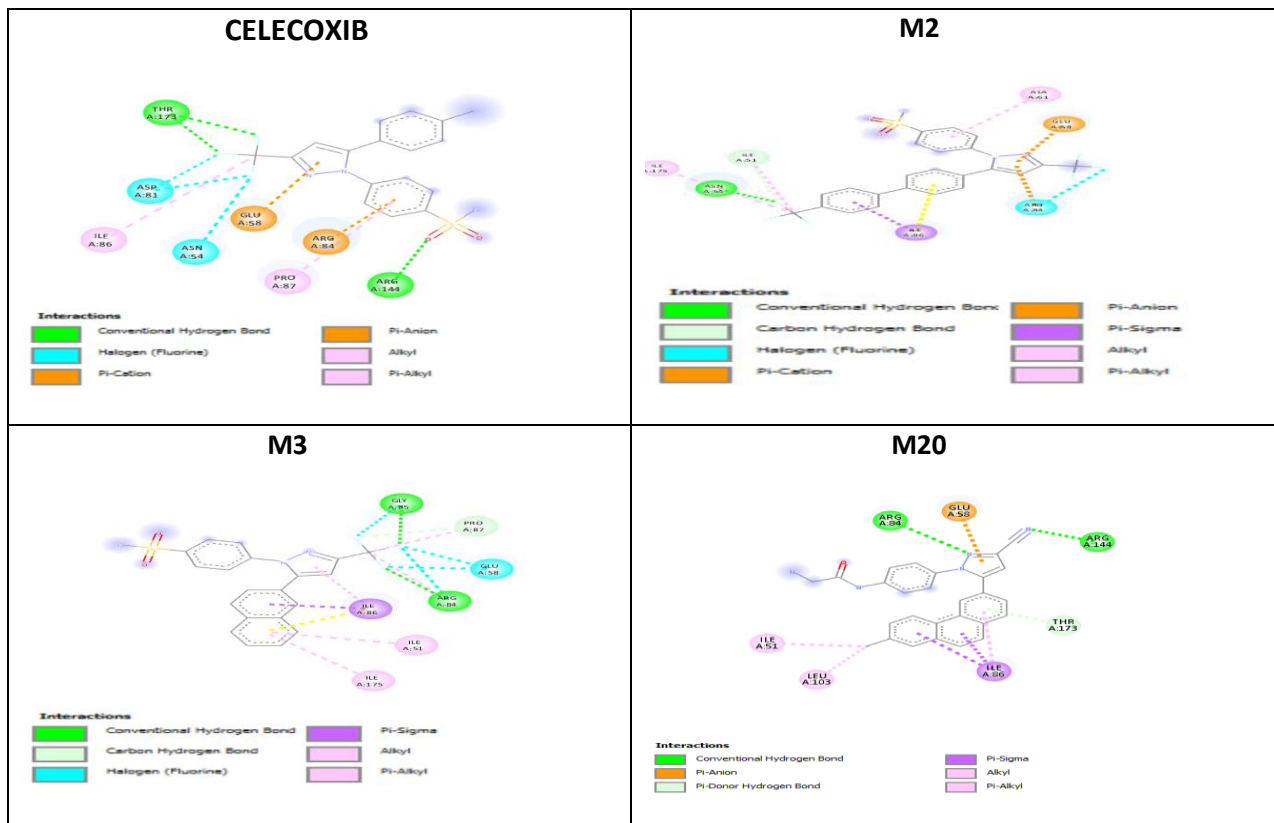 CELECOXIB
THR
A:173
ASP
A:81
ILE
A:86
ASN
A:54
GLU
A:58
ARG
A:84
PRO
A:87
ARG
A:144
N
N
S
O
O
Interactions
Conventional Hydrogen Bond
Halogen (Fluorine)
Pi-Cation
Pi-Anion
Alkyl
Pi-Alkyl
M2
ALA
A:61
GLU
A:58
ILE
A:51
ILE
A:175
ASN
A:54
ARG
A:84
ILE
A:86
Interactions
Conventional Hydrogen Bond
Carbon Hydrogen Bond
Halogen (Fluorine)
Pi-Cation
Pi-Anion
Pi-Sigma
Alkyl
Pi-Alkyl
M3
GLY
A:85
PRO
A:87
GLU
A:58
ARG
A:84
ILE
A:86
ILE
A:51
ILE
A:175
Interactions
Conventional Hydrogen Bond
Carbon Hydrogen Bond
Halogen (Fluorine)
Pi-Sigma
Alkyl
Pi-Alkyl
M20
ARG
A:84
GLU
A:58
ARG
A:144
THR
A:173
ILE
A:51
LEU
A:103
ILE
A:86
Interactions
Conventional Hydrogen Bond
Pi-Anion
Pi-Donor Hydrogen Bond
Pi-Sigma
Alkyl
Pi-Alkyl